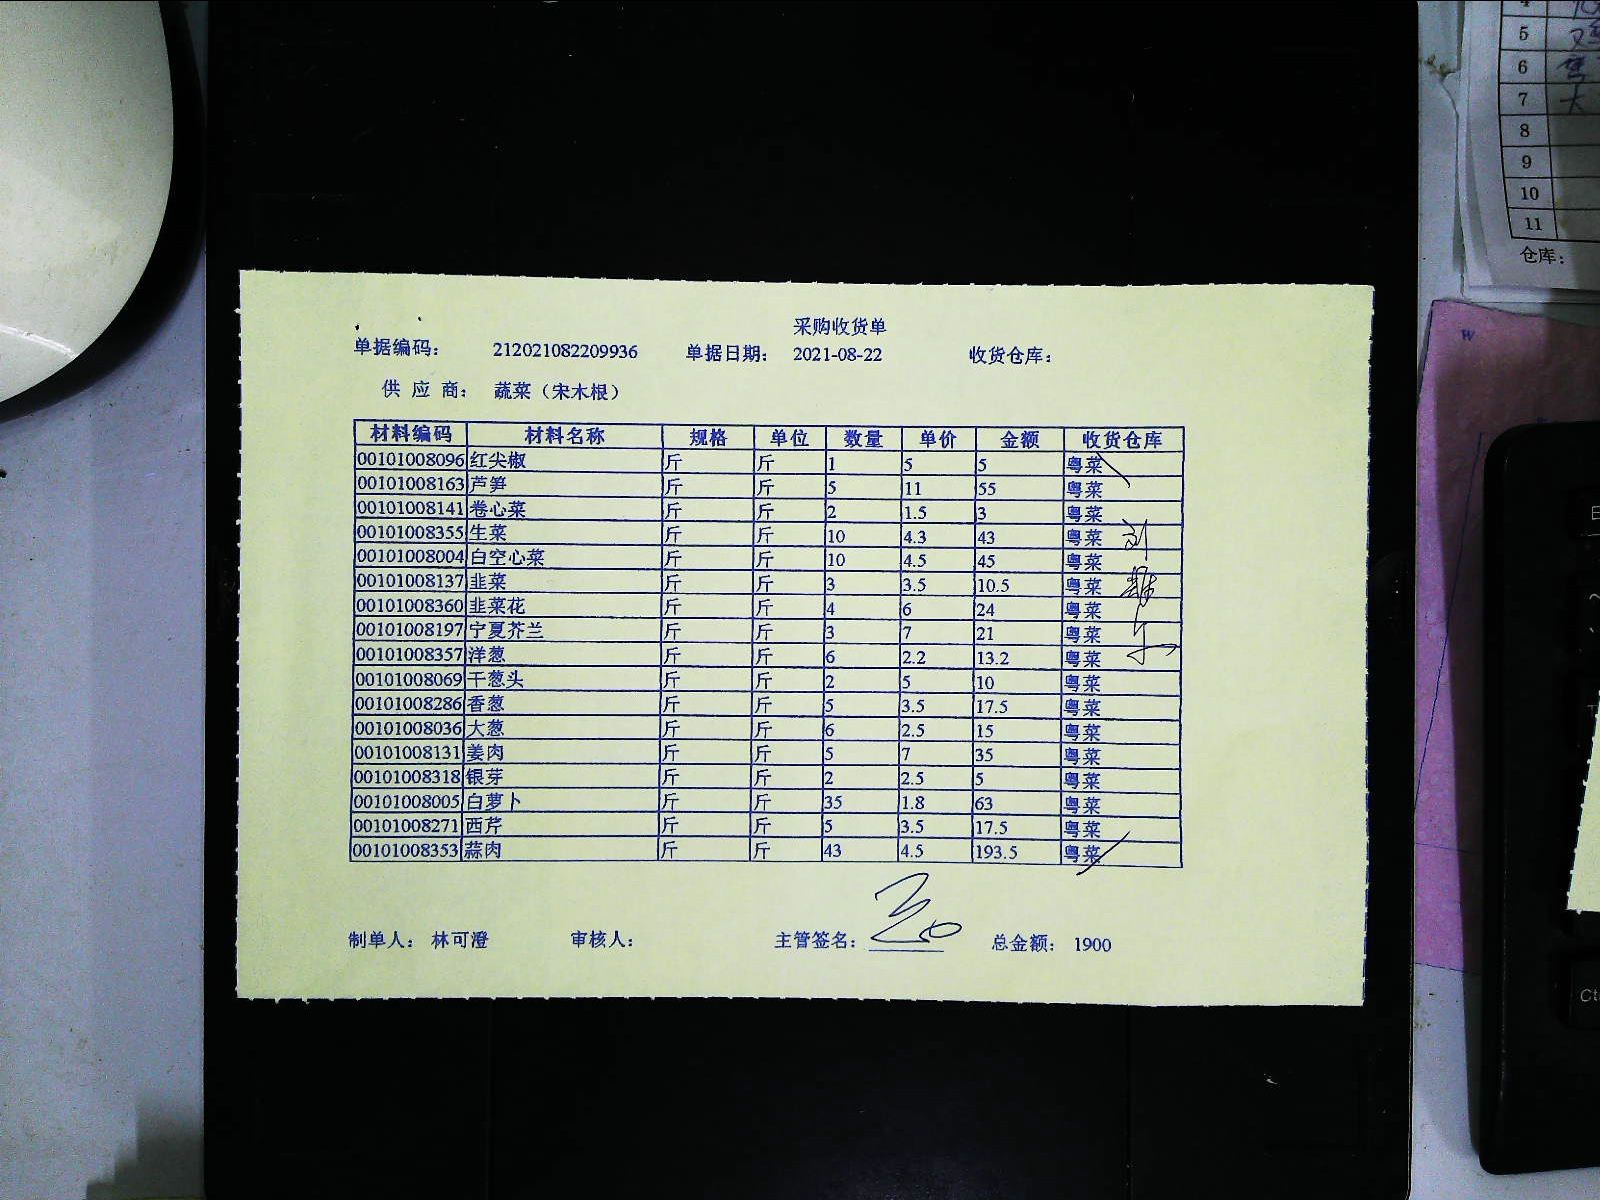 采购收货单
单据编码： 212021082209936 单据日期： 2021-08-22 收货仓库：
供 应 商： 蔬菜（宋木根）
材料编码 材料名称 规格 单位 数量 单价 金额 收货仓库
00101008096 红尖椒 斤 斤 1 5 5 粤菜
00101008163 芦笋 斤 斤 5 11 55 粤菜
00101008141 卷心菜 斤 斤 2 1.5 3 粤菜
00101008355 生菜 斤 斤 10 4.3 43 粤菜
00101008004 白空心菜 斤 斤 10 4.5 45 粤菜
00101008137 韭菜 斤 斤 3 3.5 10.5 粤菜
00101008360 韭菜花 斤 斤 4 6 24 粤菜
00101008197 宁夏芥兰 斤 斤 3 7 21 粤菜
00101008357 洋葱 斤 斤 6 2.2 13.2 粤菜
00101008069 干葱头 斤 斤 2 5 10 粤菜
00101008286 香葱 斤 斤 5 3.5 17.5 粤菜
00101008036 大葱 斤 斤 6 2.5 15 粤菜
00101008131 姜肉 斤 斤 5 7 35 粤菜
00101008318 银芽 斤 斤 2 2.5 5 粤菜
00101008005 白萝卜 斤 斤 35 1.8 63 粤菜
00101008271 西芹 斤 斤 5 3.5 17.5 粤菜
00101008353 蒜肉 斤 斤 43 4.5 193.5 粤菜
制单人： 林可澄 审核人： 主管签名： 总金额： 1900
4
5
6
7
8
9
10
11
仓库：